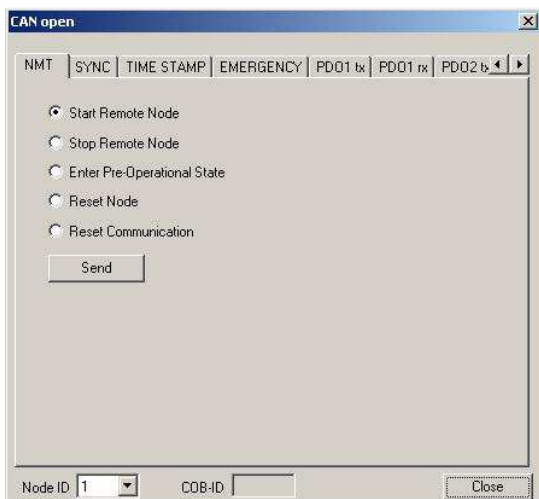 CAN open
NMT SYNC TIME STAMP EMERGENCY PDO1 tx PDO1 rx PDO2
Start Remote Node
Stop Remote Node
Enter Pre-Operational State
Reset Node
Reset Communication
Send
Node ID 1 COB-ID Close